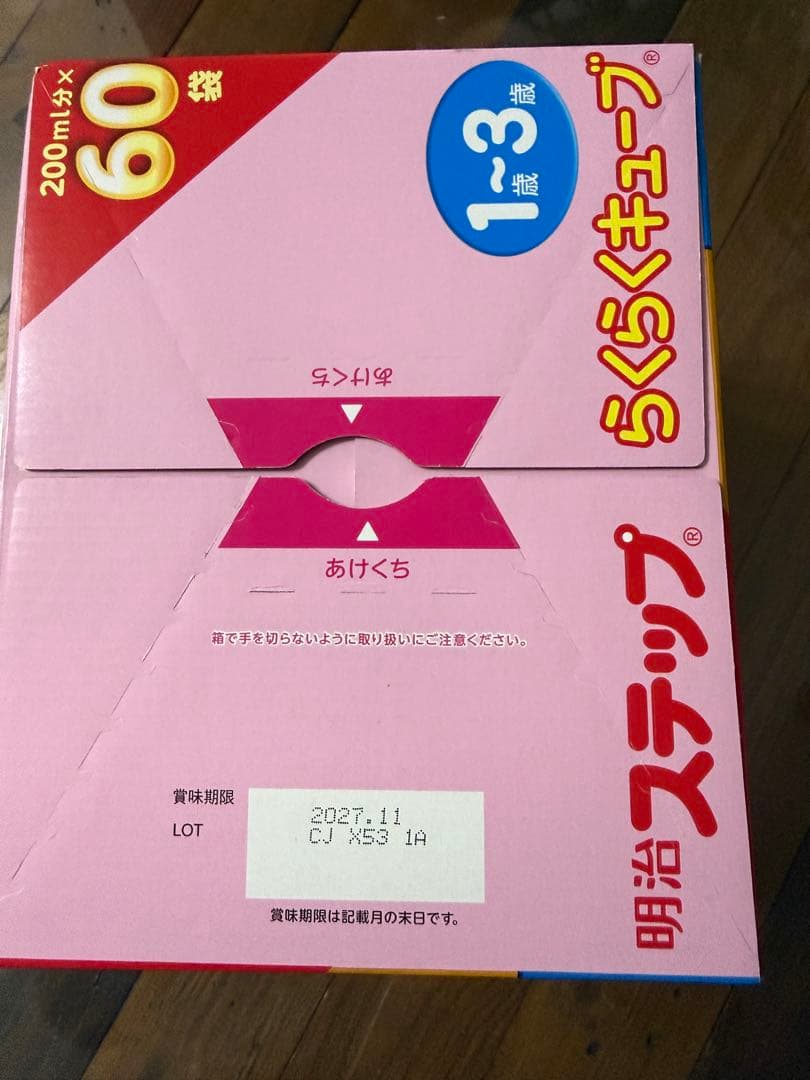 200ml分×
60袋
1歳~3歳
明治ステップ®
らくらくキューブ®
あけくち
あけくち
箱で手を切らないように取り扱いにご注意ください。
賞味期限 2027.11
LOT CJ X53 1A
賞味期限は記載月の末日です。